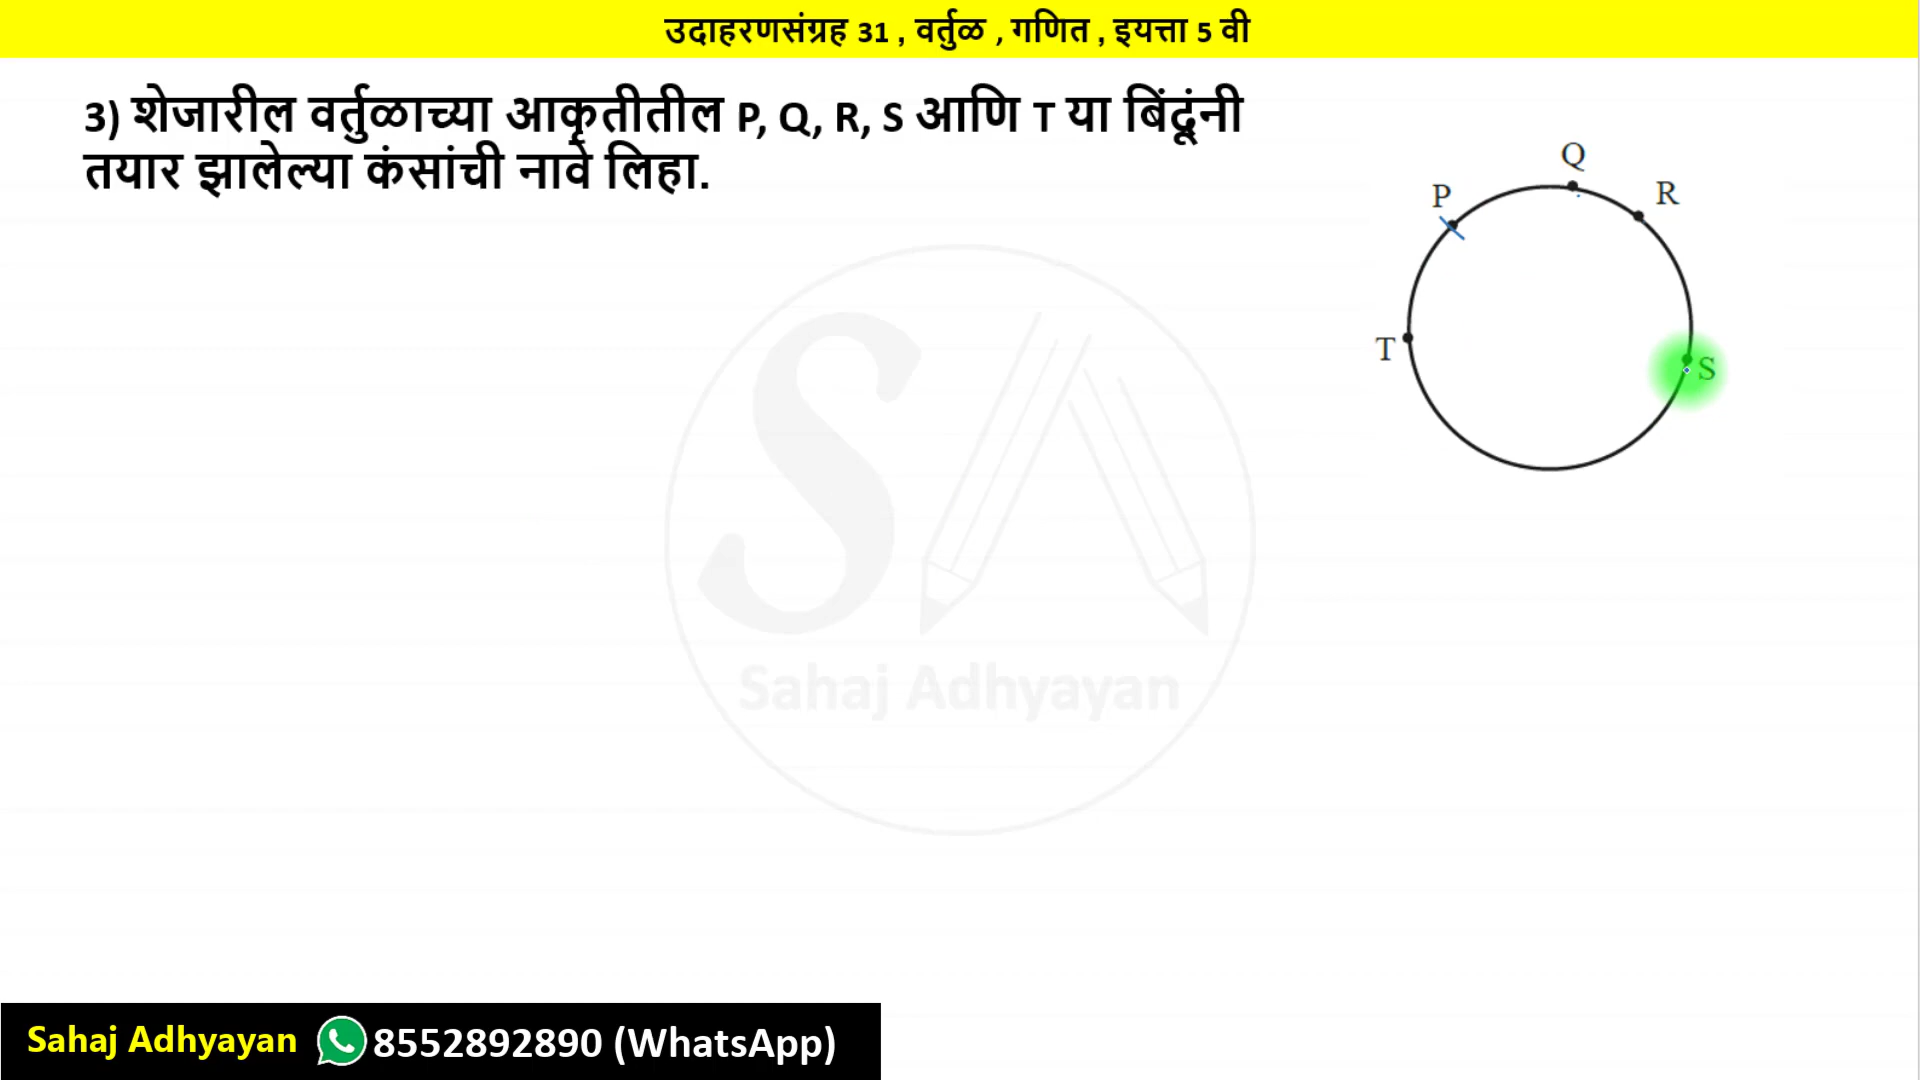 उदाहरणसंग्रह 31 , वर्तुळ , गणित , इयत्ता 5 वी
3) शेजारील वर्तुळाच्या आकृतीतील P, Q, R, S आणि T या बिंदूंनी
तयार झालेल्या कंसांची नावे लिहा.
Q
P
R
T
S
Sahaj Adhyayan
Sahaj Adhyayan 8552892890 (WhatsApp)